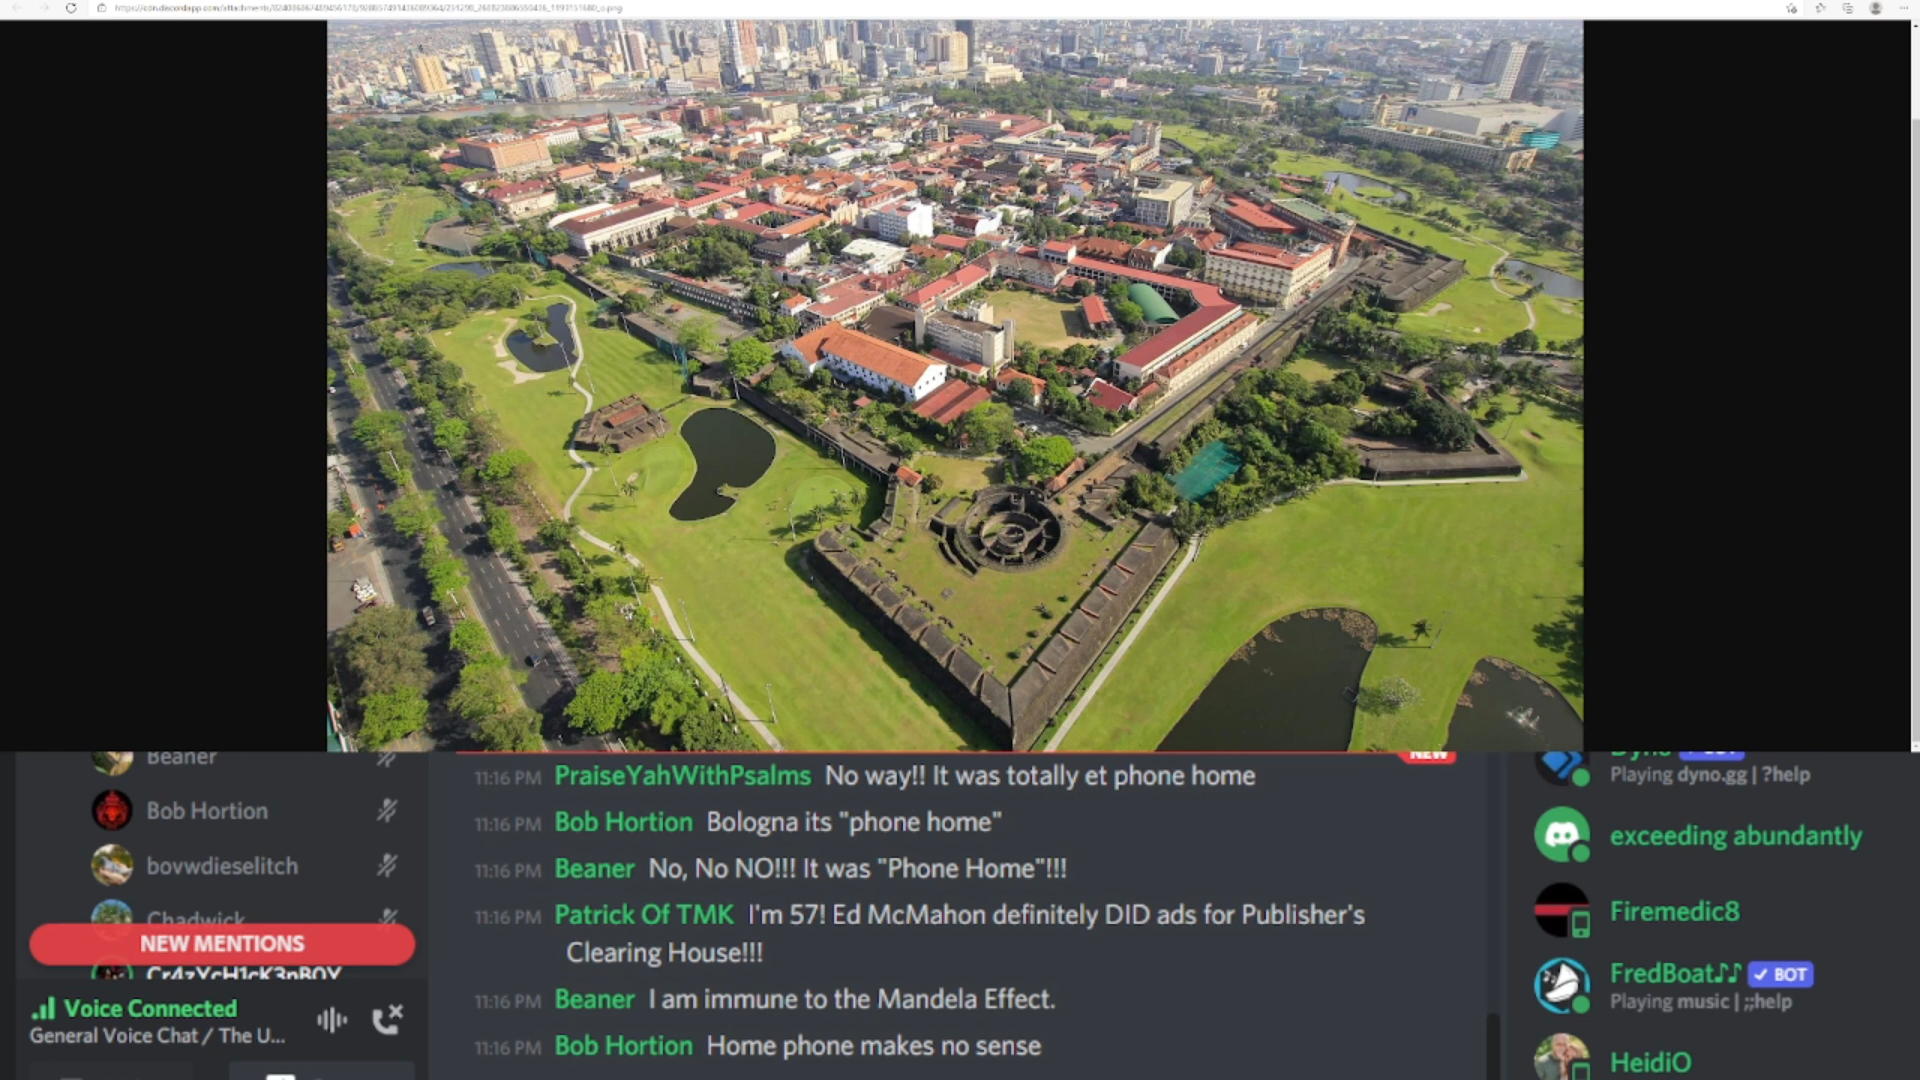 Beaner
Bob Hortion
bovwdieselitch
Chadwick
NEW MENTIONS
Cr4zYcH1cK3nB0Y
Voice Connected
General Voice Chat / The U...
NEW
11:16 PM PraiseYahWithPsalms No way!! It was totally et phone home
11:16 PM Bob Hortion Bologna its "phone home"
11:16 PM Beaner No, No NO!!! It was "Phone Home"!!!
11:16 PM Patrick Of TMK I'm 57! Ed McMahon definitely DID ads for Publisher's
Clearing House!!!
11:16 PM Beaner I am immune to the Mandela Effect.
11:16 PM Bob Hortion Home phone makes no sense
Dyno BOT
Playing dyno.gg | ?help
exceeding abundantly
Firemedic8
FredBoat♪♪ ✓ BOT
Playing music | ;;help
HeidiO